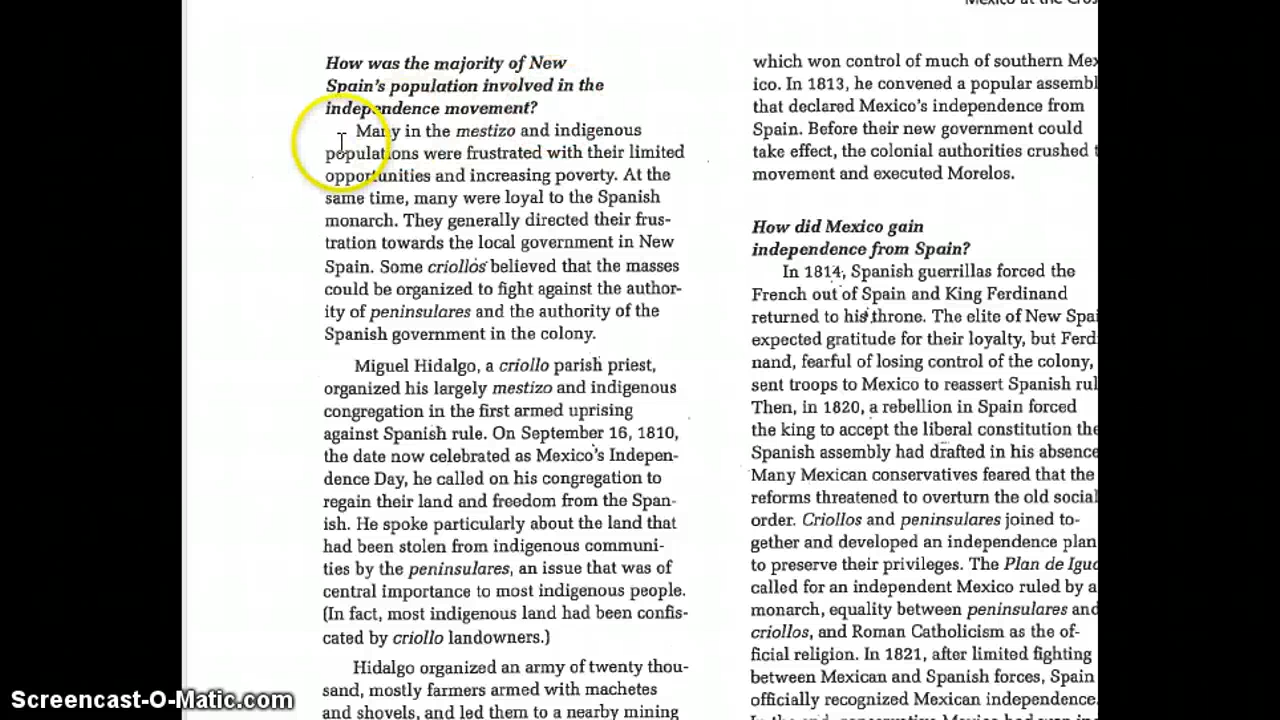 Mexico at the Cros
How was the majority of New
Spain's population involved in the
independence movement?
Many in the mestizo and indigenous
populations were frustrated with their limited
opportunities and increasing poverty. At the
same time, many were loyal to the Spanish
monarch. They generally directed their frus-
tration towards the local government in New
Spain. Some criollos believed that the masses
could be organized to fight against the author-
ity of peninsulares and the authority of the
Spanish government in the colony.
Miguel Hidalgo, a criollo parish priest,
organized his largely mestizo and indigenous
congregation in the first armed uprising
against Spanish rule. On September 16, 1810,
the date now celebrated as Mexico's Indepen-
dence Day, he called on his congregation to
regain their land and freedom from the Span-
ish. He spoke particularly about the land that
had been stolen from indigenous communi-
ties by the peninsulares, an issue that was of
central importance to most indigenous people.
(In fact, most indigenous land had been confis-
cated by criollo landowners.)
Hidalgo organized an army of twenty thou-
sand, mostly farmers armed with machetes
and shovels, and led them to a nearby mining
which won control of much of southern Mex
ico. In 1813, he convened a popular assembl
that declared Mexico's independence from
Spain. Before their new government could
take effect, the colonial authorities crushed t
movement and executed Morelos.
How did Mexico gain
independence from Spain?
In 1814, Spanish guerrillas forced the
French out of Spain and King Ferdinand
returned to his throne. The elite of New Spai
expected gratitude for their loyalty, but Ferd
nand, fearful of losing control of the colony,
sent troops to Mexico to reassert Spanish rul
Then, in 1820, a rebellion in Spain forced
the king to accept the liberal constitution the
Spanish assembly had drafted in his absence
Many Mexican conservatives feared that the
reforms threatened to overturn the old social
order. Criollos and peninsulares joined to-
gether and developed an independence plan
to preserve their privileges. The Plan de Igua
called for an independent Mexico ruled by a
monarch, equality between peninsulares and
criollos, and Roman Catholicism as the of-
ficial religion. In 1821, after limited fighting
between Mexican and Spanish forces, Spain
officially recognized Mexican independence.
Screencast-O-Matic.com